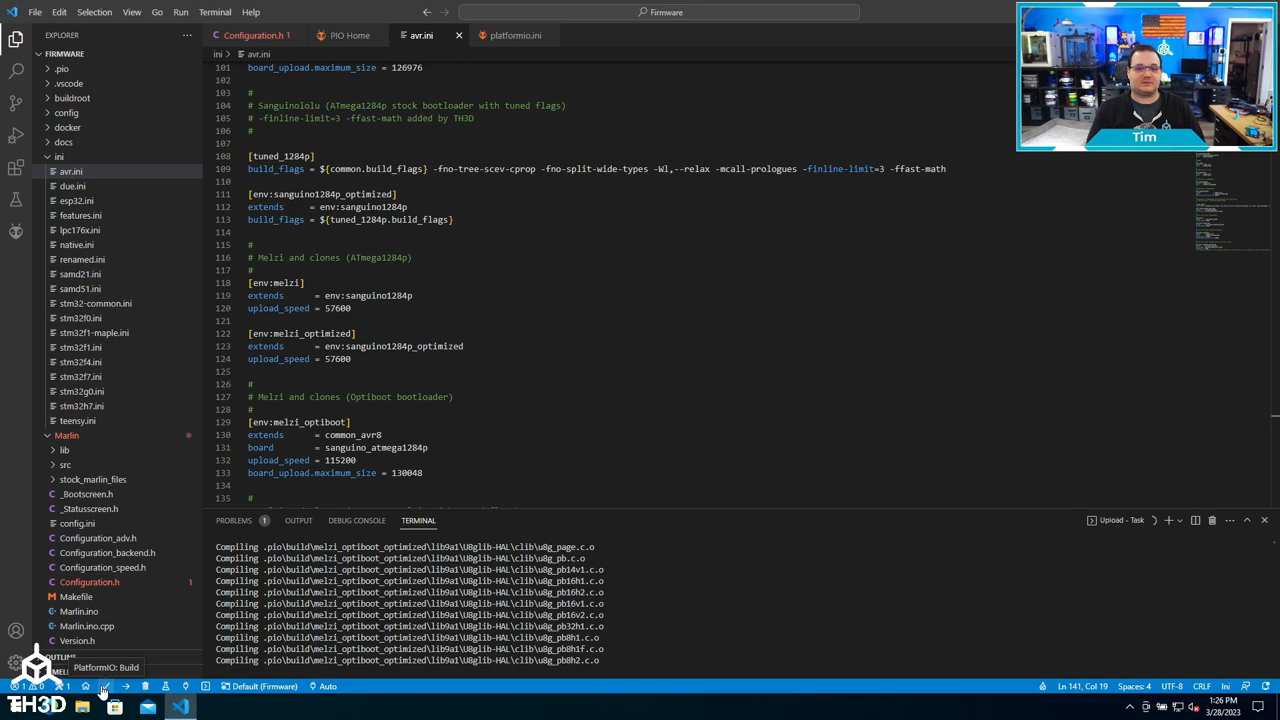 File Edit Selection View Go Run Terminal Help
Firmware
EXPLORER
FIRMWARE
.pio
.vscode
buildroot
config
docker
docs
ini
avr.ini
due.ini
esp32.ini
features.ini
lpc176x.ini
native.ini
renamed.ini
samd21.ini
samd51.ini
stm32-common.ini
stm32f0.ini
stm32f1-maple.ini
stm32f1.ini
stm32f4.ini
stm32f7.ini
stm32g0.ini
stm32h7.ini
teensy.ini
Marlin
lib
src
stock_marlin_files
_Bootscreen.h
_Statusscreen.h
config.ini
Configuration_adv.h
Configuration_backend.h
Configuration_speed.h
Configuration.h 1
Makefile
Marlin.ino
Marlin.ino.cpp
Version.h
PlatformIO: Build
TH3D
Configuration.h 1
PIO Home
avr.ini
platformio.ini
ini > avr.ini
101 board_upload.maximum_size = 126976
102
103 #
104 # Sanguinololu (ATmega1284p stock bootloader with tuned flags)
105 # -finline-limit=3 -ffast-math added by TH3D
106 #
107
108 [tuned_1284p]
109 build_flags = ${common.build_flags} -fno-tree-scev-cprop -fno-split-wide-types -Wl,--relax -mcall-prologues -finline-limit=3 -ffast-math
110
111 [env:sanguino1284p_optimized]
112 extends = env:sanguino1284p
113 build_flags = ${tuned_1284p.build_flags}
114
115 #
116 # Melzi and clones (ATmega1284p)
117 #
118 [env:melzi]
119 extends = env:sanguino1284p
120 upload_speed = 57600
121
122 [env:melzi_optimized]
123 extends = env:sanguino1284p_optimized
124 upload_speed = 57600
125
126 #
127 # Melzi and clones (Optiboot bootloader)
128 #
129 [env:melzi_optiboot]
130 extends = common_avr8
131 board = sanguino_atmega1284p
132 upload_speed = 115200
133 board_upload.maximum_size = 130048
134
135 #
Tim
PROBLEMS 1 OUTPUT DEBUG CONSOLE TERMINAL
Upload - Task
Compiling .pio\build\melzi_optiboot_optimized\lib9a1\U8glib-HAL\clib\u8g_page.c.o
Compiling .pio\build\melzi_optiboot_optimized\lib9a1\U8glib-HAL\clib\u8g_pb.c.o
Compiling .pio\build\melzi_optiboot_optimized\lib9a1\U8glib-HAL\clib\u8g_pb14v1.c.o
Compiling .pio\build\melzi_optiboot_optimized\lib9a1\U8glib-HAL\clib\u8g_pb16h1.c.o
Compiling .pio\build\melzi_optiboot_optimized\lib9a1\U8glib-HAL\clib\u8g_pb16h2.c.o
Compiling .pio\build\melzi_optiboot_optimized\lib9a1\U8glib-HAL\clib\u8g_pb16v1.c.o
Compiling .pio\build\melzi_optiboot_optimized\lib9a1\U8glib-HAL\clib\u8g_pb16v2.c.o
Compiling .pio\build\melzi_optiboot_optimized\lib9a1\U8glib-HAL\clib\u8g_pb32h1.c.o
Compiling .pio\build\melzi_optiboot_optimized\lib9a1\U8glib-HAL\clib\u8g_pb8h1.c.o
Compiling .pio\build\melzi_optiboot_optimized\lib9a1\U8glib-HAL\clib\u8g_pb8h1f.c.o
Compiling .pio\build\melzi_optiboot_optimized\lib9a1\U8glib-HAL\clib\u8g_pb8h2.c.o
Default (Firmware) Auto
Ln 141, Col 19 Spaces: 4 UTF-8 CRLF Ini
1:26 PM
3/28/2023